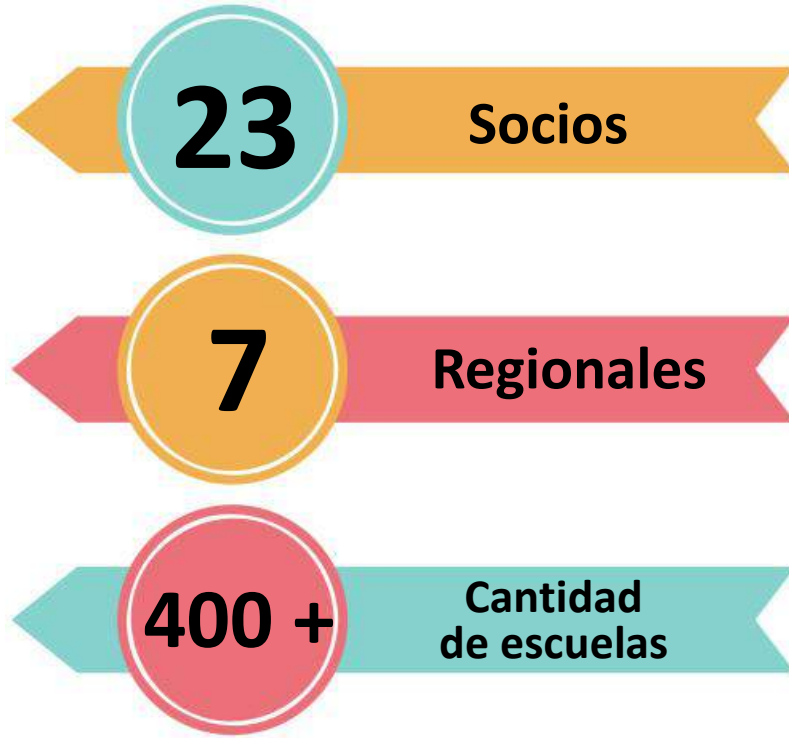 23
Socios
7
Regionales
400 +
Cantidad
de escuelas